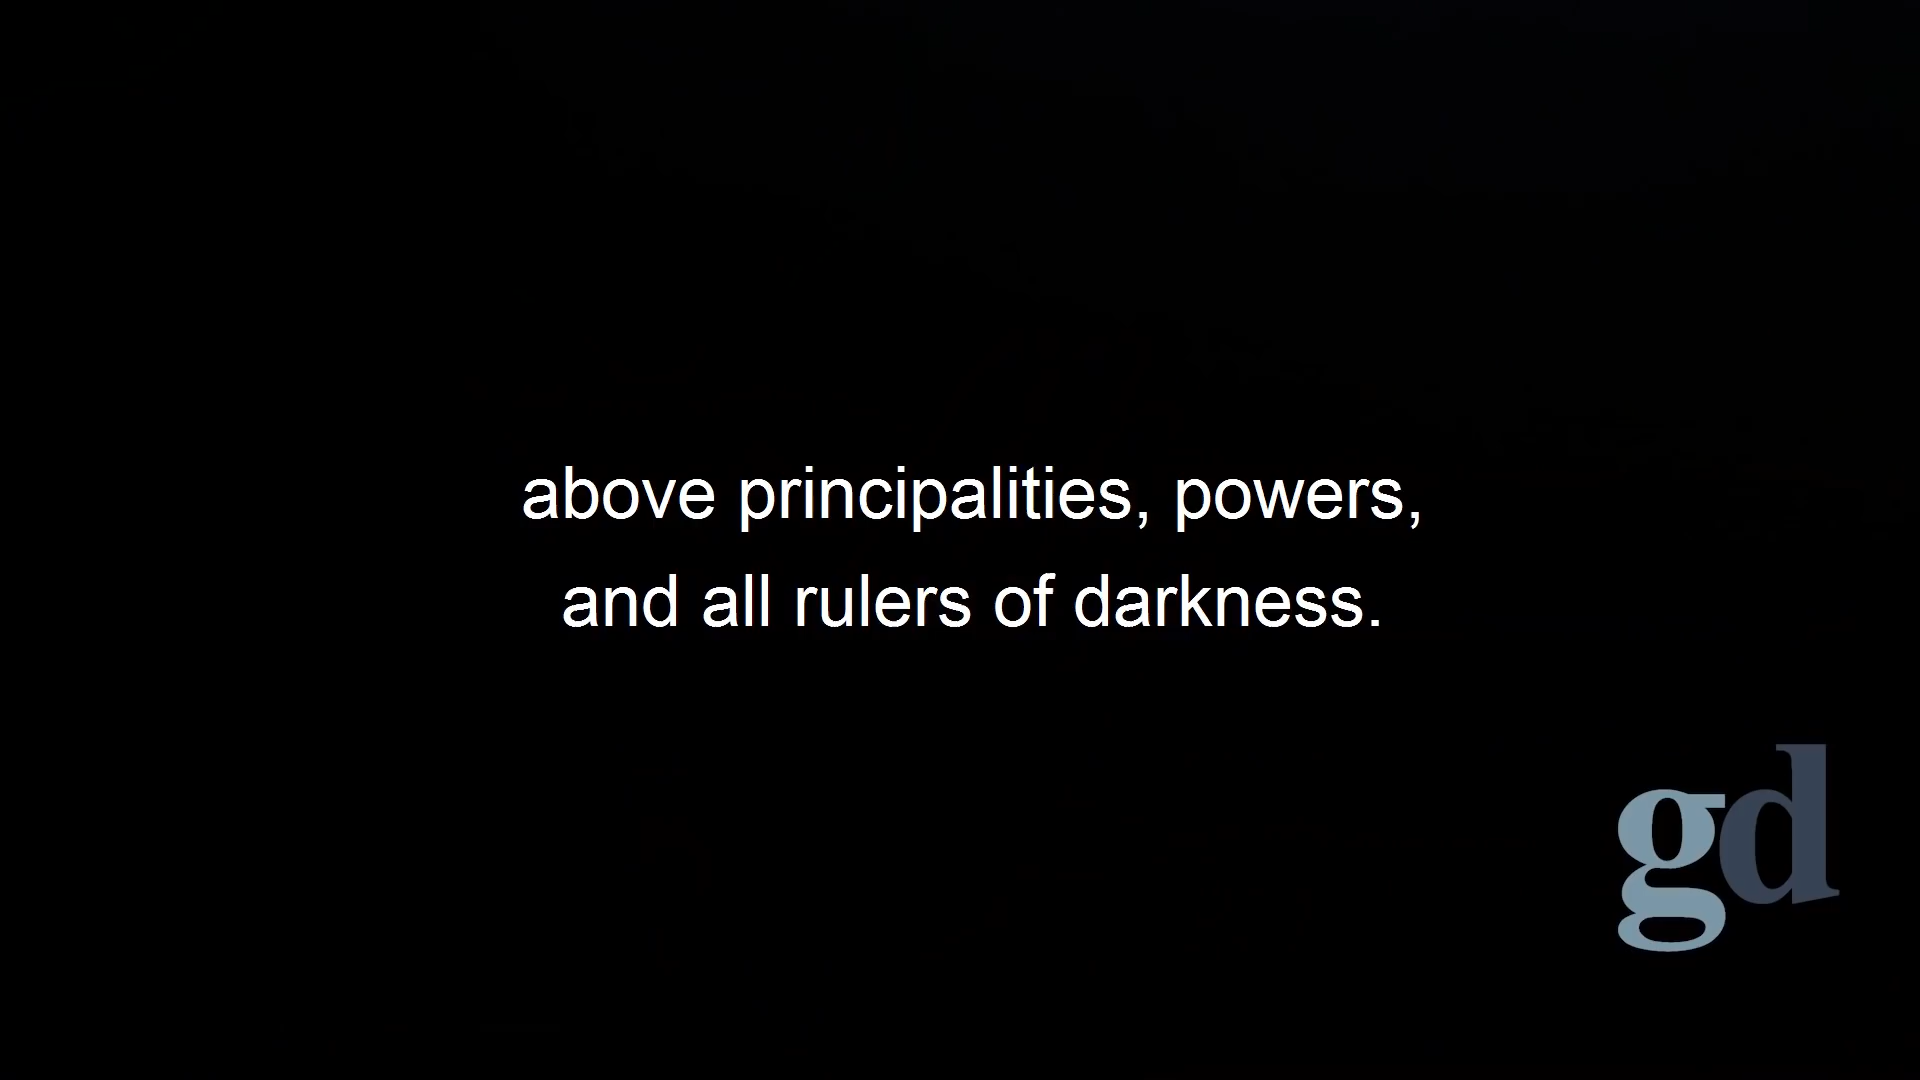 above principalities, powers,
and all rulers of darkness.
gd